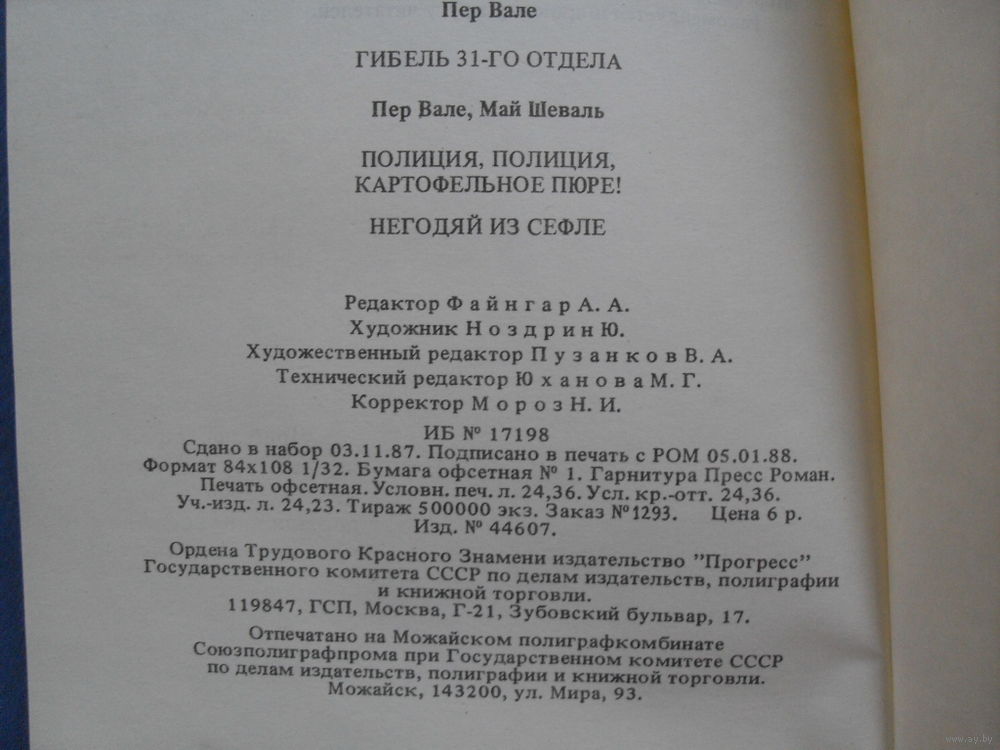 Пер Вале
ГИБЕЛЬ 31-ГО ОТДЕЛА
Пер Вале, Май Шеваль
ПОЛИЦИЯ, ПОЛИЦИЯ,
КАРТОФЕЛЬНОЕ ПЮРЕ!
НЕГОДЯЙ ИЗ СЕФЛЕ
Редактор Ф а й н г а р А. А.
Художник Н о з д р и н Ю.
Художественный редактор П у з а н к о в В. А.
Технический редактор Ю х а н о в а М. Г.
Корректор М о р о з Н. И.
ИБ № 17198
Сдано в набор 03.11.87. Подписано в печать с РОМ 05.01.88.
Формат 84х108 1/32. Бумага офсетная № 1. Гарнитура Пресс Роман.
Печать офсетная. Условн. печ. л. 24,36. Усл. кр.-отт. 24,36.
Уч.-изд. л. 24,23. Тираж 500000 экз. Заказ №1293. Цена 6 р.
Изд. № 44607.
Ордена Трудового Красного Знамени издательство "Прогресс"
Государственного комитета СССР по делам издательств, полиграфии
и книжной торговли.
119847, ГСП, Москва, Г-21, Зубовский бульвар, 17.
Отпечатано на Можайском полиграфкомбинате
Союзполиграфпрома при Государственном комитете СССР
по делам издательств, полиграфии и книжной торговли.
Можайск, 143200, ул. Мира, 93.
www.ay.by